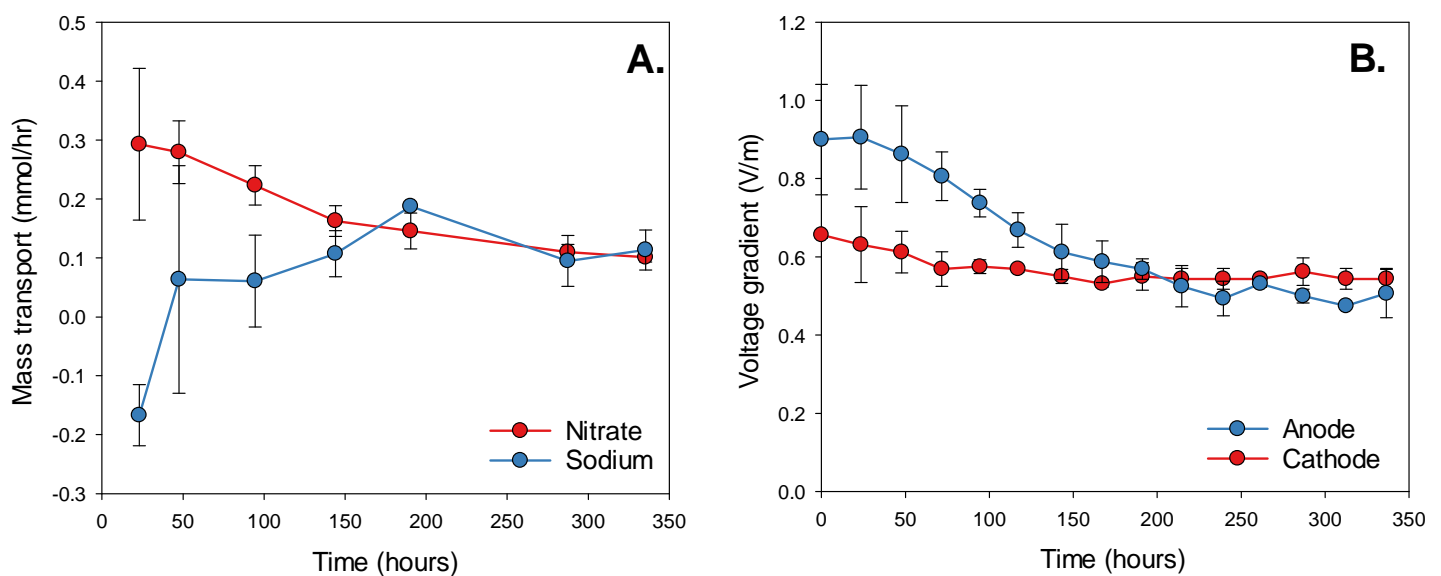 A.
Mass transport (mmol/hr)
0.5
0.4
0.3
0.2
0.1
0.0
-0.1
-0.2
-0.3
0 50 100 150 200 250 300 350
Time (hours)
Nitrate
Sodium
B.
Voltage gradient (V/m)
1.2
1.0
0.8
0.6
0.4
0.2
0.0
0 50 100 150 200 250 300 350
Time (hours)
Anode
Cathode